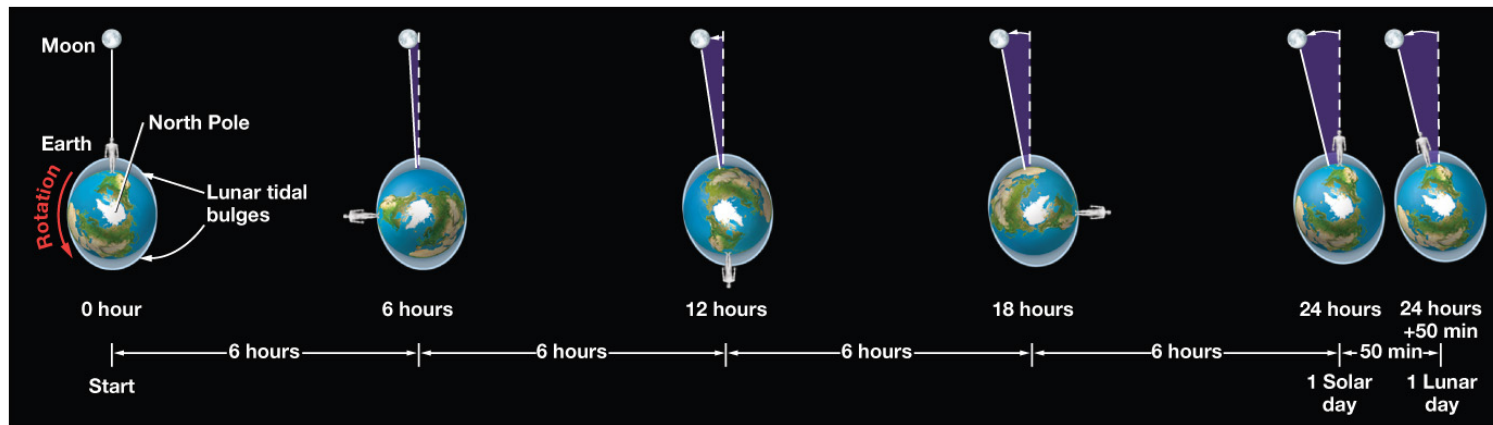 Moon
North Pole
Earth
Rotation
Lunar tidal
bulges
0 hour
6 hours
12 hours
18 hours
24 hours
24 hours
+50 min
6 hours
6 hours
6 hours
6 hours
50 min
Start
1 Solar
day
1 Lunar
day